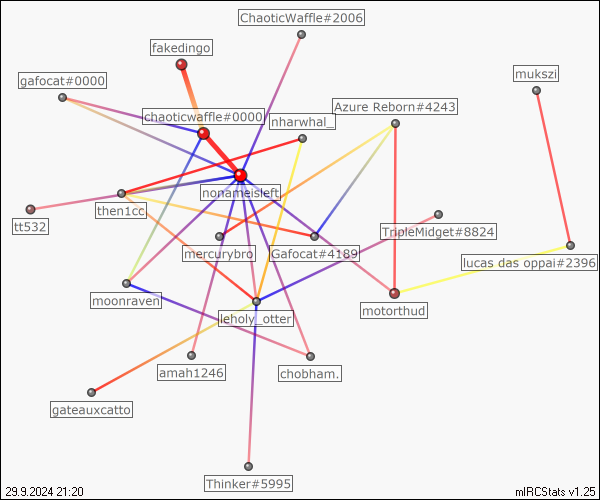 ChaoticWaffle#2006
fakedingo
gafocat#0000
mukszi
chaoticwaffle#0000
nharwhal_
Azure Reborn#4243
nonameisleft
then1cc
tt532
TripleMidget#8824
mercurybro
Gafocat#4189
lucas das oppai#2396
moonraven
motorthud
leholy_otter
amah1246
chobham.
gateauxcatto
Thinker#5995
29.9.2024 21:20
mIRCStats v1.25